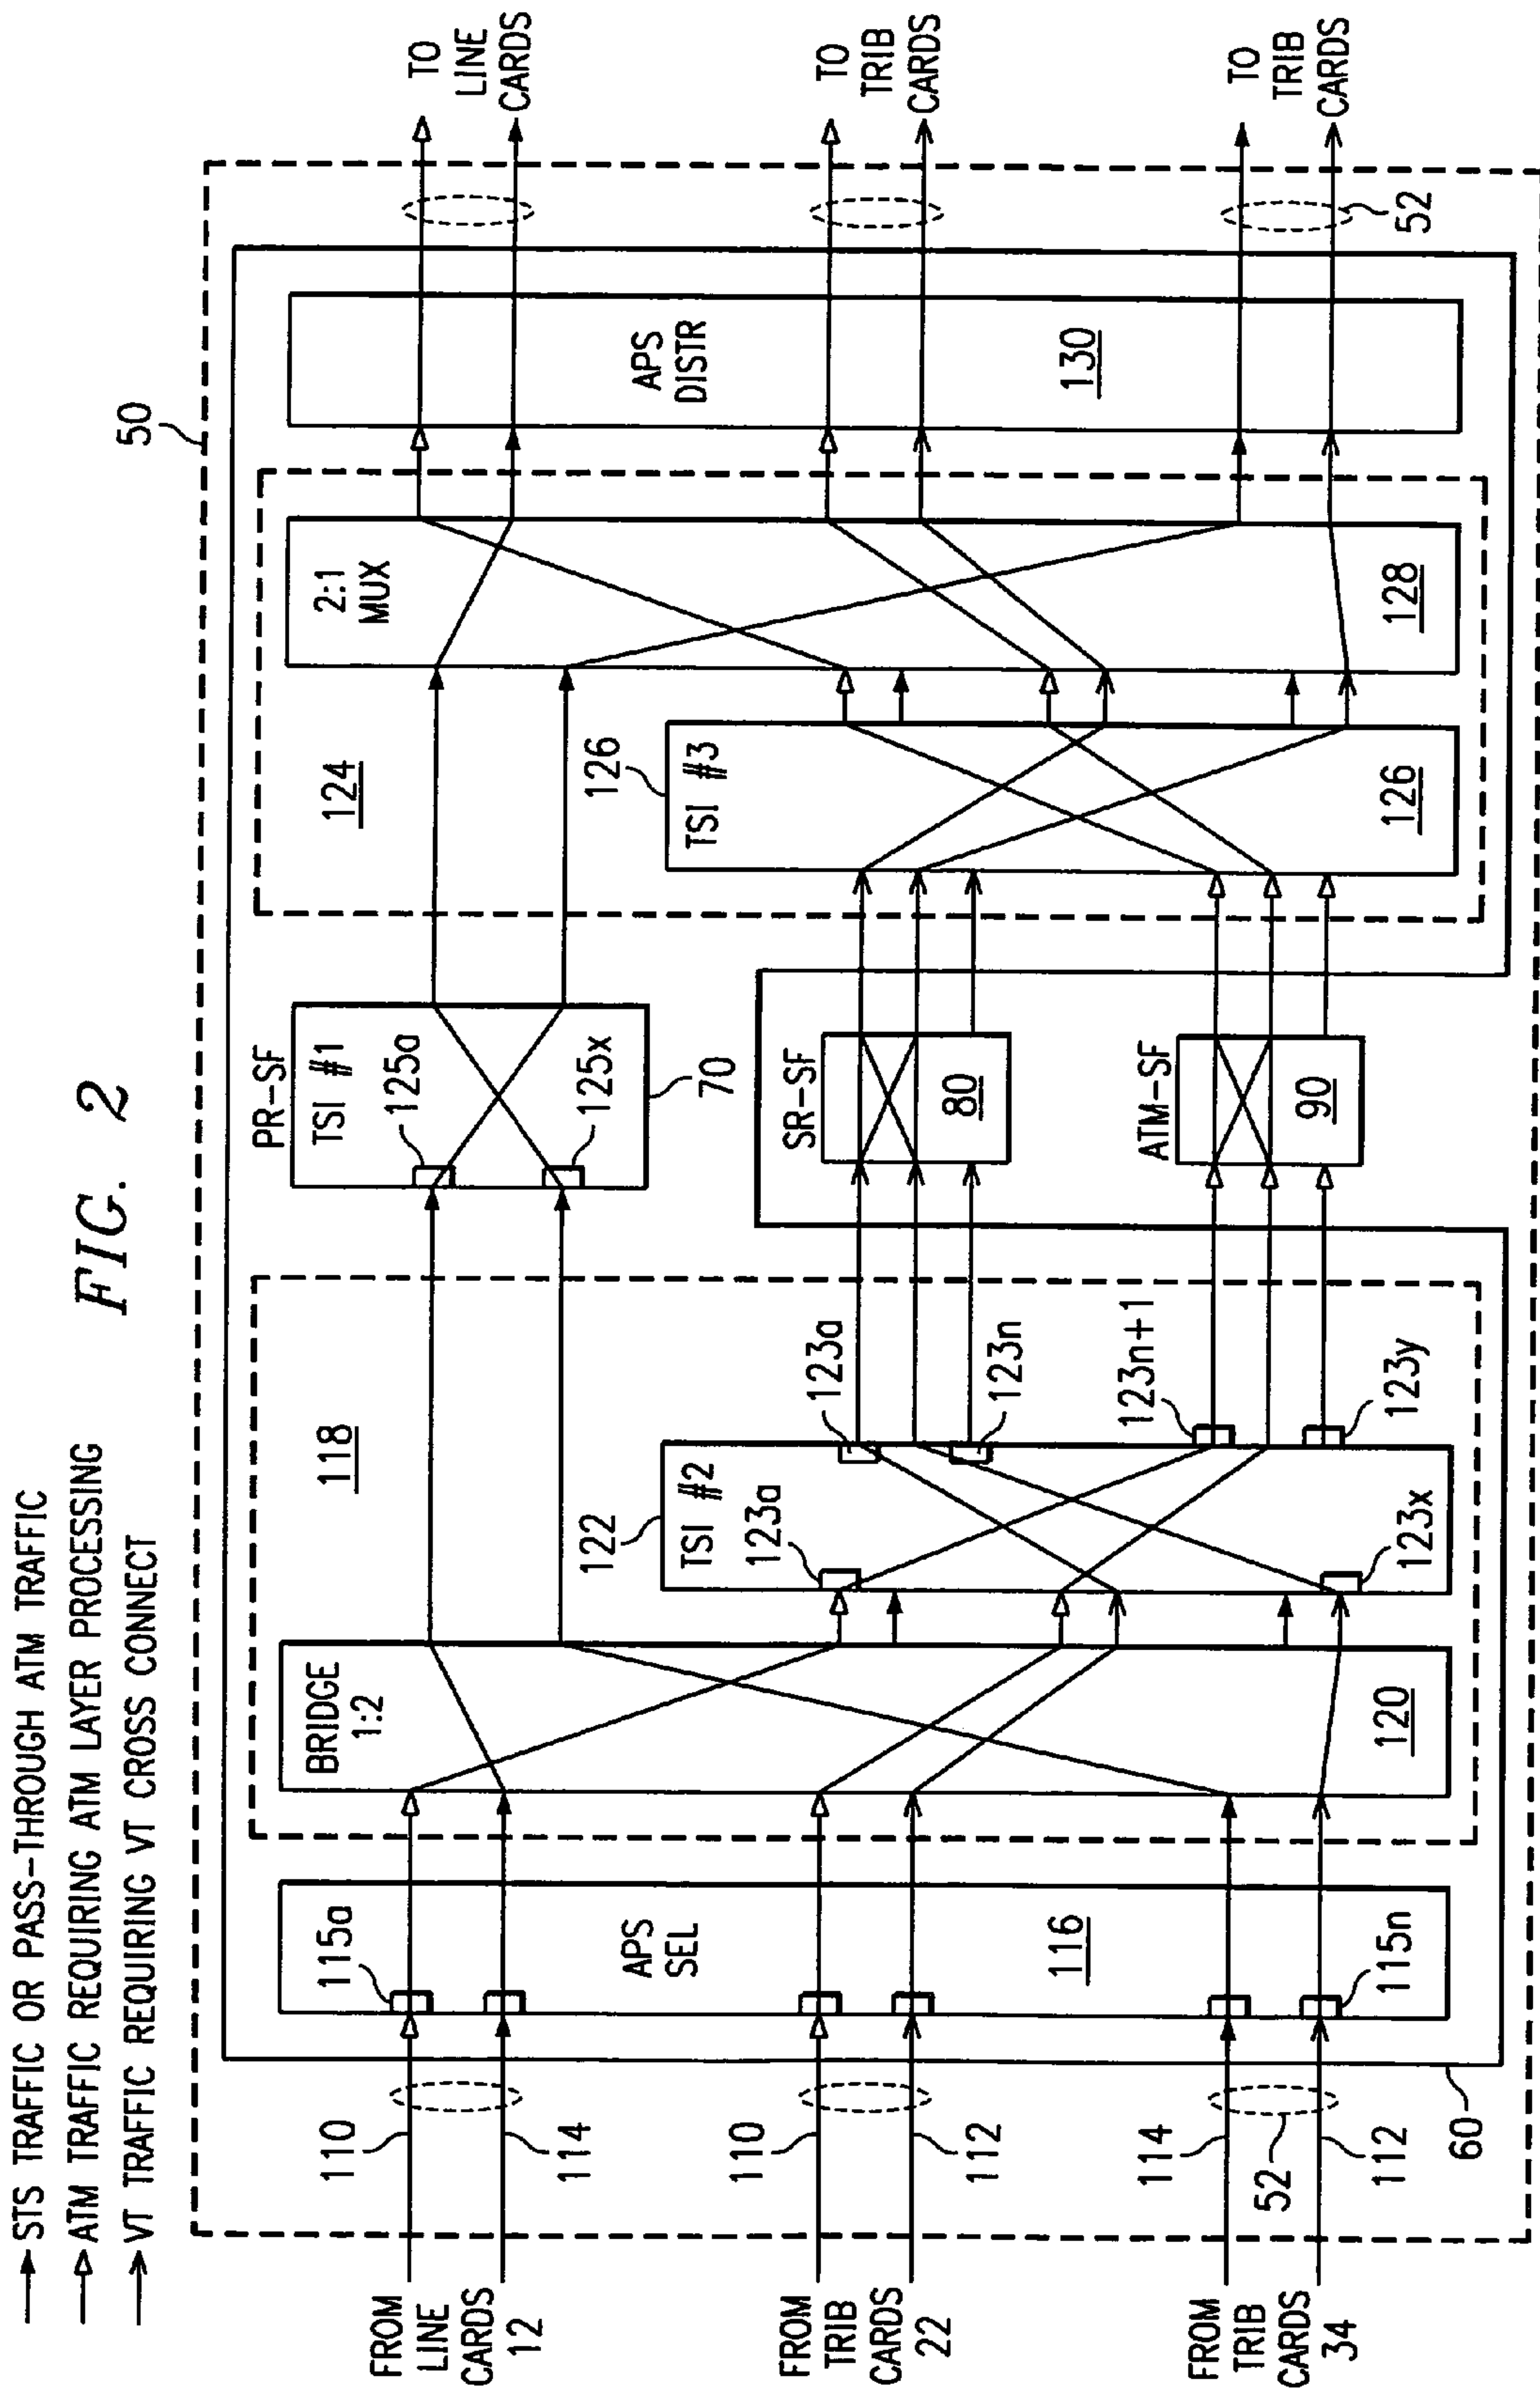 STS TRAFFIC OR PASS-THROUGH ATM TRAFFIC
ATM TRAFFIC REQUIRING ATM LAYER PROCESSING
VT TRAFFIC REQUIRING VT CROSS CONNECT
FIG. 2
50
FROM
LINE
CARDS
12
110
114
FROM
TRIB
CARDS
22
110
112
FROM
TRIB
CARDS
34
114
52
112
60
115a
APS
SEL
116
115n
118
BRIDGE
1:2
120
122
TSI #2
123a
123x
123a
123n
123n+1
123y
PR-SF
TSI #1
125a
125x
70
SR-SF
80
ATM-SF
90
124
126
TSI #3
126
2:1
MUX
128
APS
DISTR
130
TO
LINE
CARDS
TO
TRIB
CARDS
TO
TRIB
CARDS
52